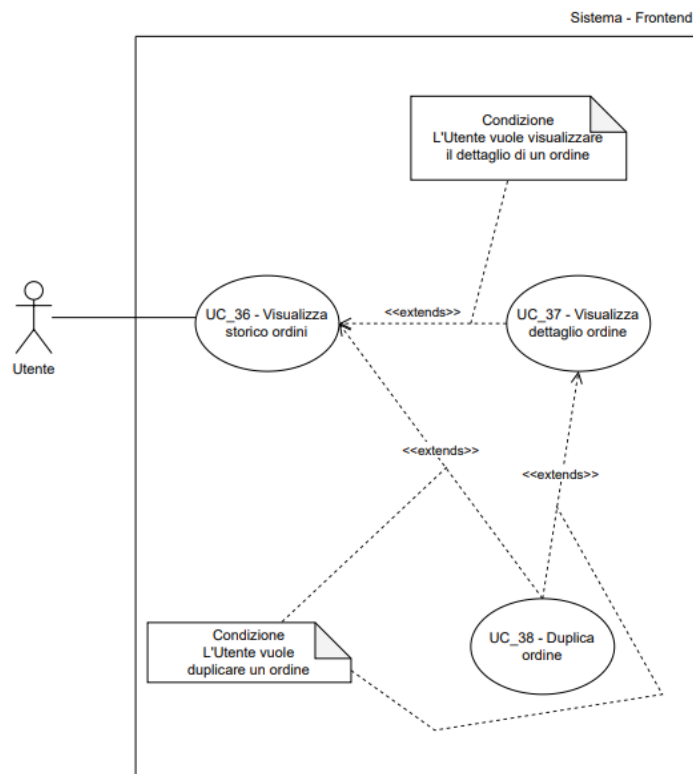 Sistema - Frontend
Condizione
L'Utente vuole visualizzare
il dettaglio di un ordine
UC_36 - Visualizza
storico ordini
<<extends>>
UC_37 - Visualizza
dettaglio ordine
Utente
<<extends>>
<<extends>>
Condizione
L'Utente vuole
duplicare un ordine
UC_38 - Duplica
ordine